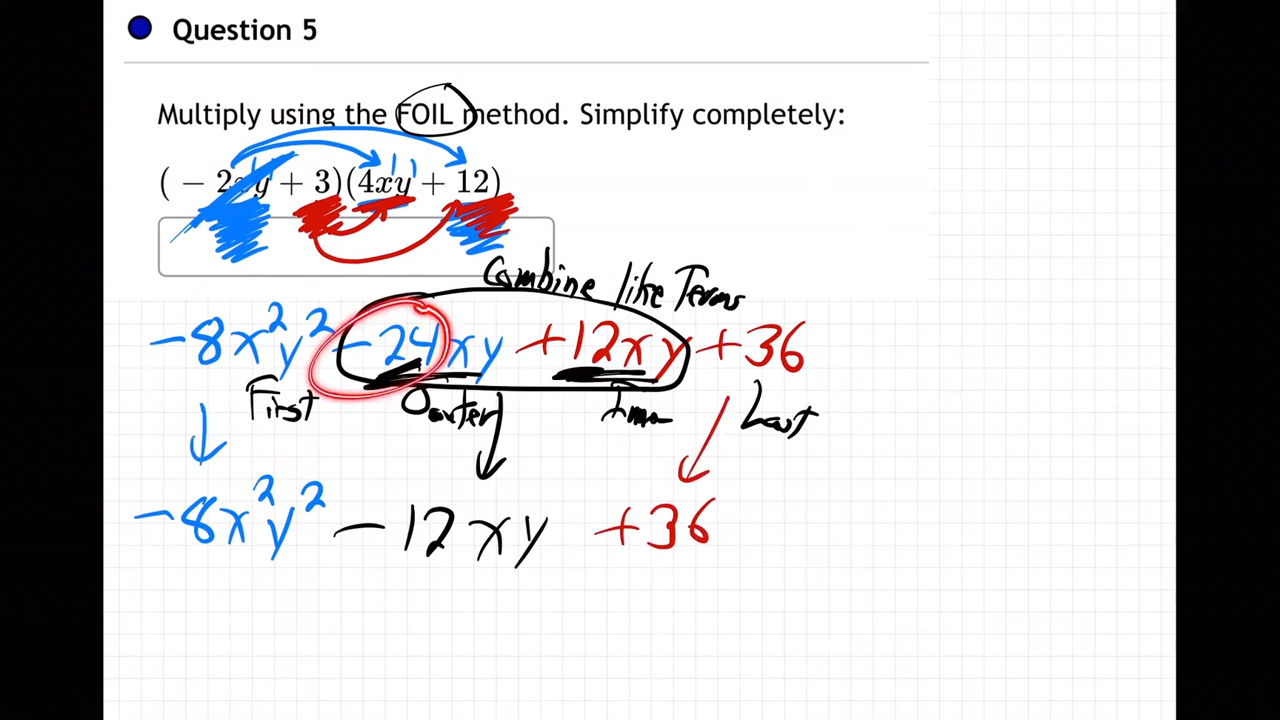 Question 5
Multiply using the FOIL method. Simplify completely:
(− 2xy + 3)(4xy + 12)
Combine like Terms
−8x²y² −24xy +12xy +36
First Outer Last
−8x²y² −12xy +36